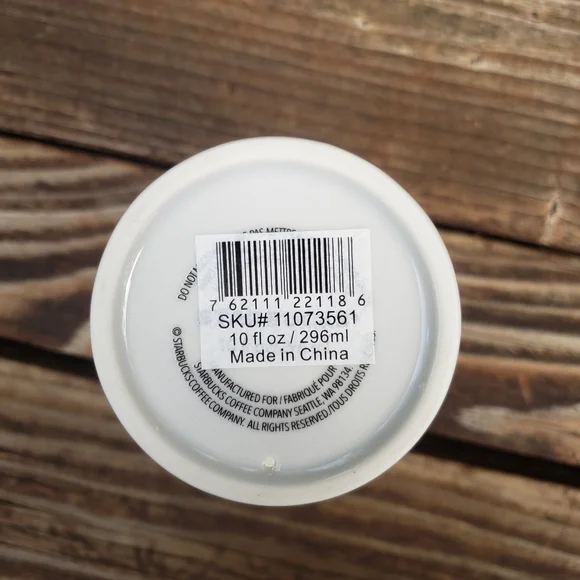 PAS METTRE
DO NOT
7 62111 22118 6
SKU# 11073561
10 fl oz / 296ml
Made in China
MANUFACTURED FOR / FABRIQUÉ POUR
STARBUCKS COFFEE COMPANY SEATTLE, WA 98134.
© STARBUCKS COFFEE COMPANY. ALL RIGHTS RESERVED./TOUS DROITS